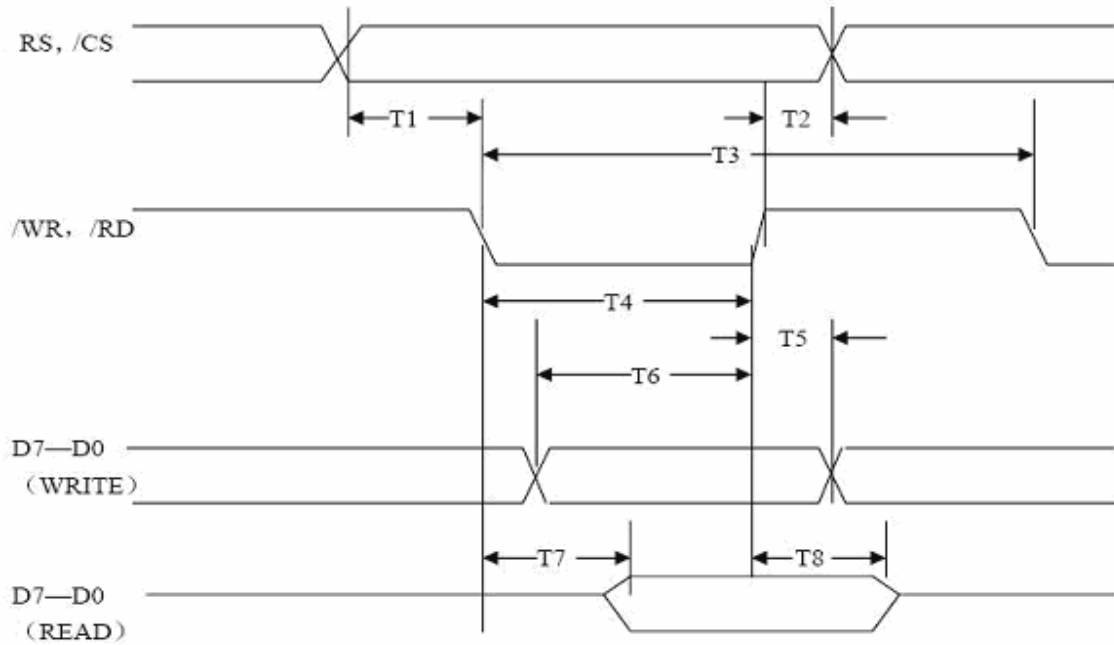 RS，/CS
T1
T2
T3
/WR，/RD
T4
T5
T6
D7—D0
（WRITE）
T7
T8
D7—D0
（READ）